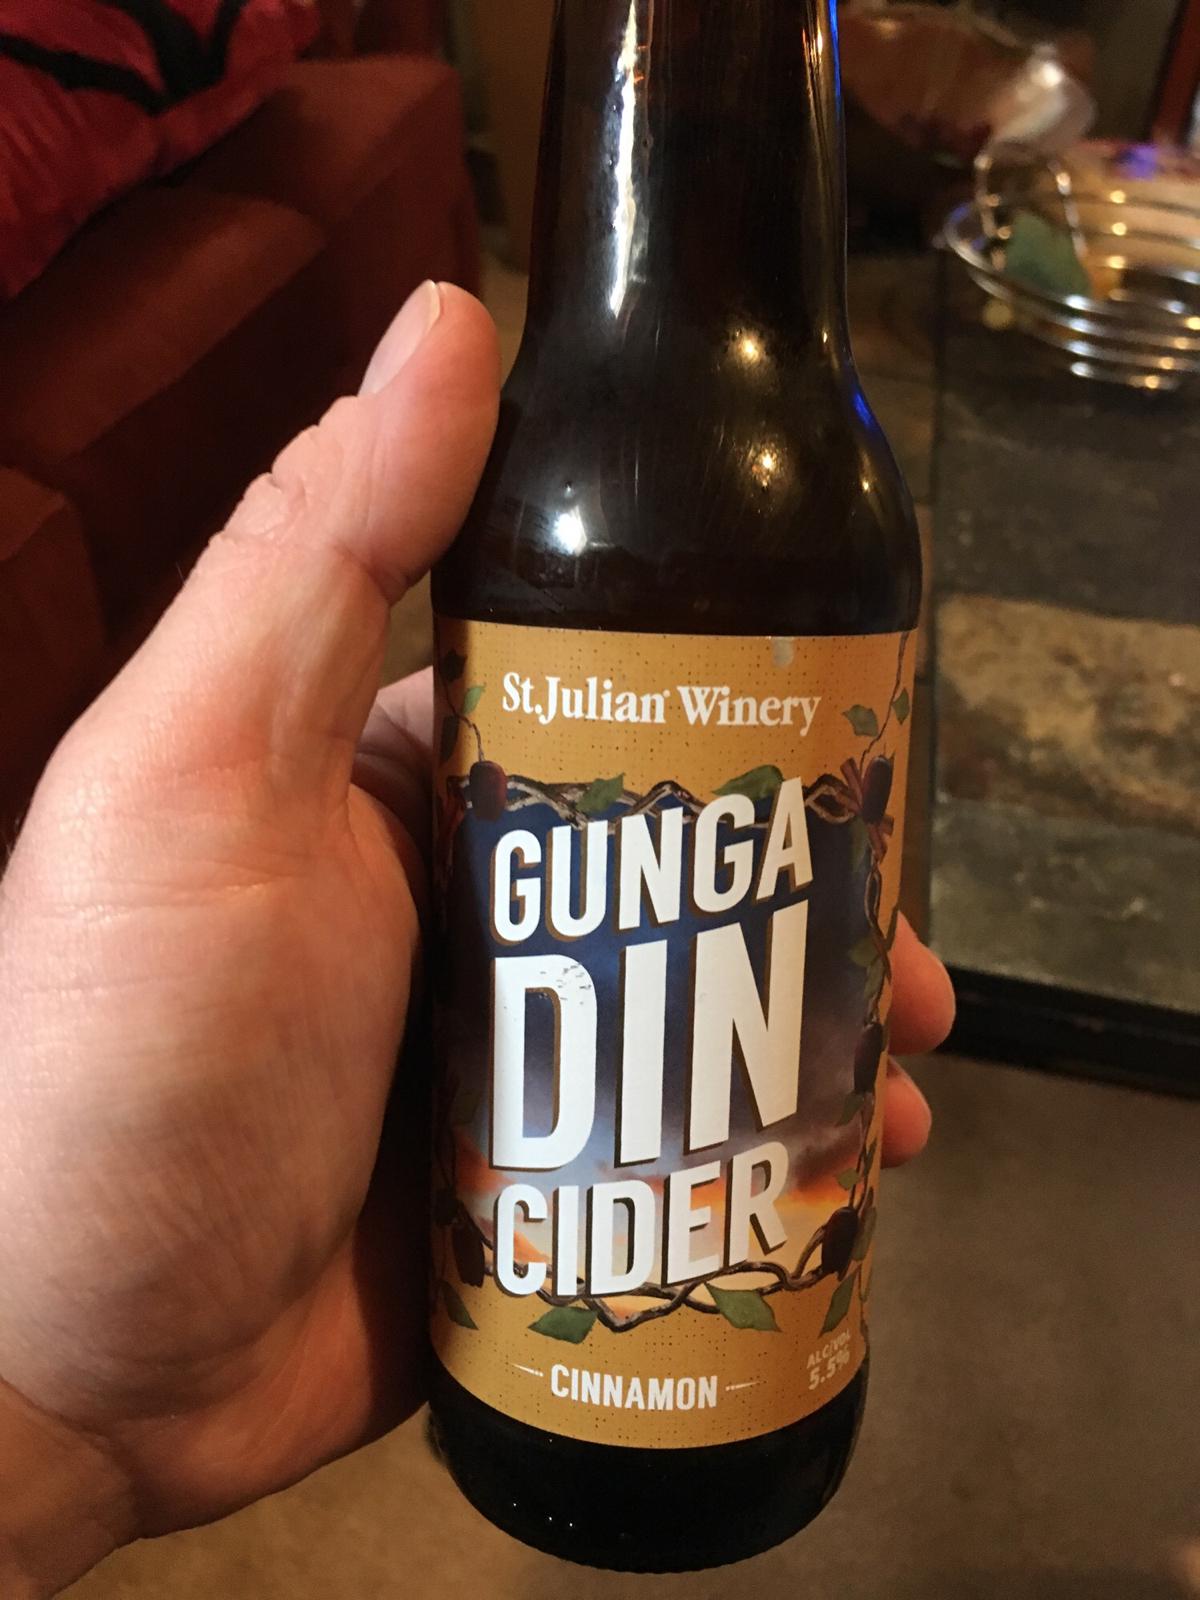 St.Julian Winery
GUNGA
DIN
CIDER
CINNAMON
ALC/VOL
5.5%